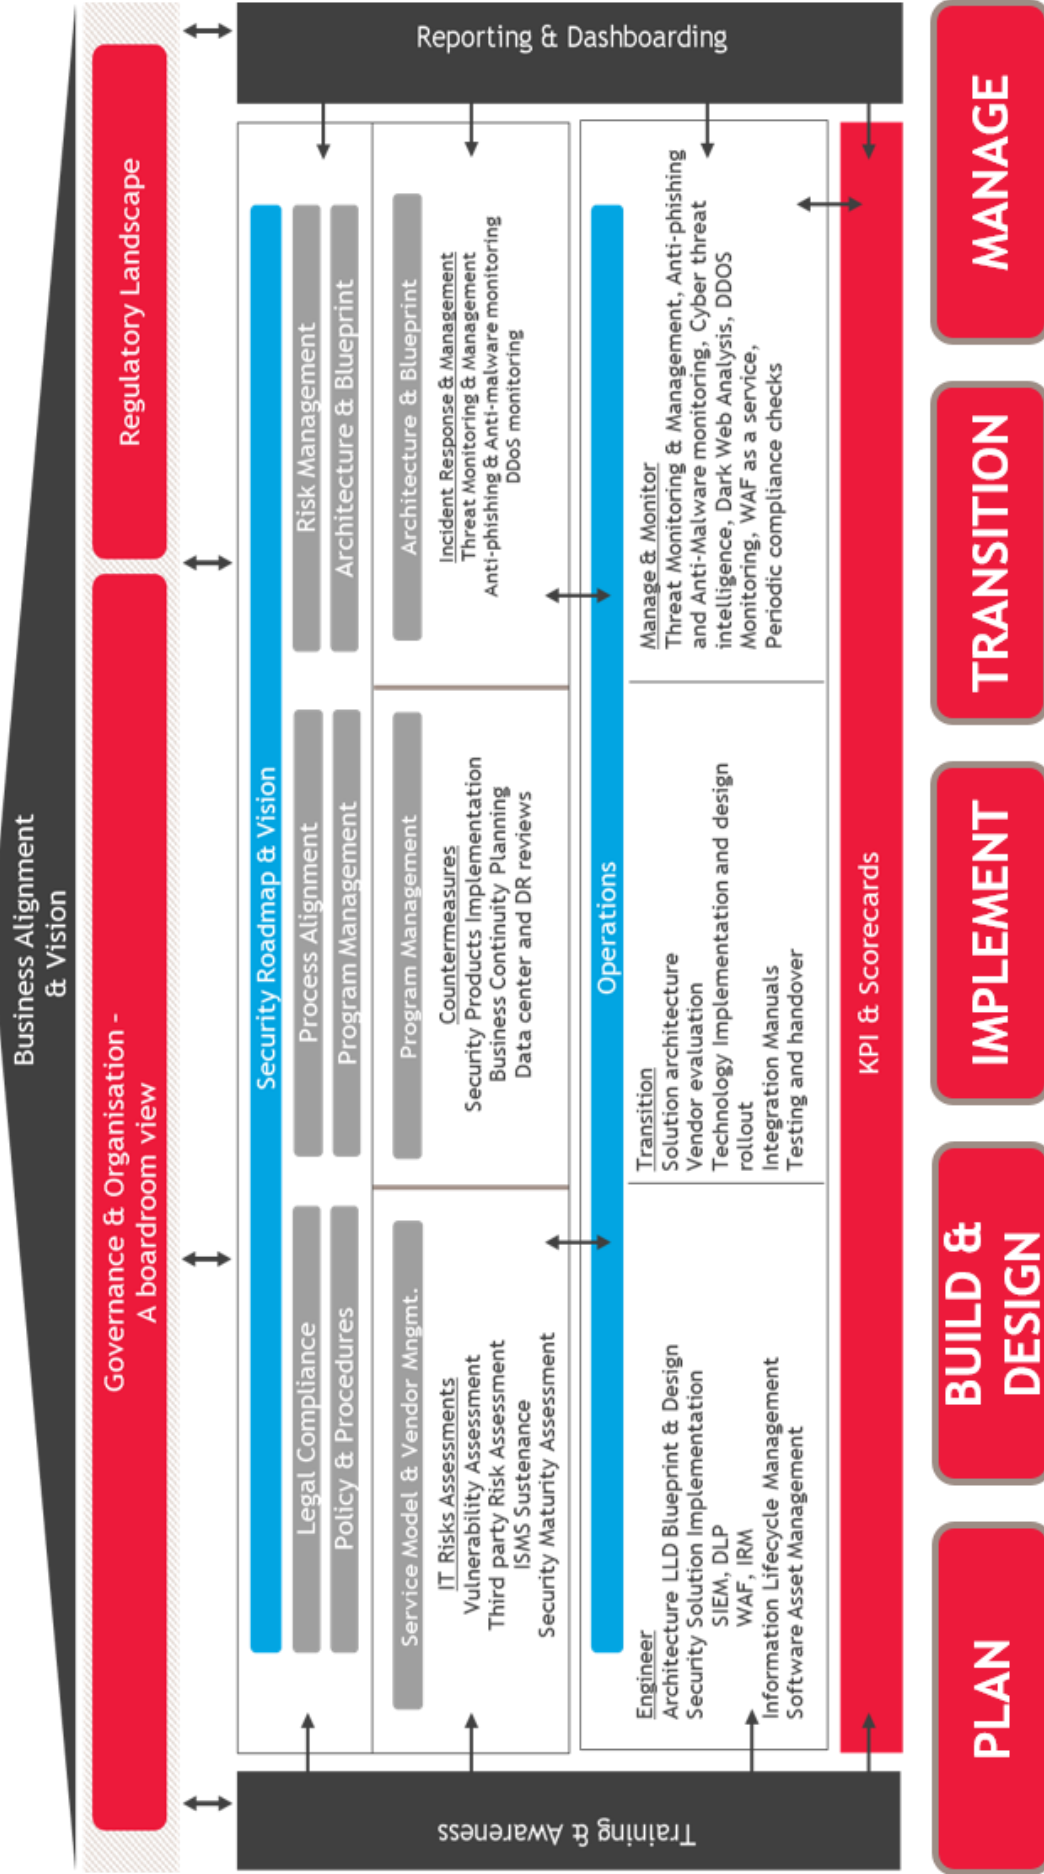 Business Alignment
& Vision
Governance & Organisation -
A boardroom view
Regulatory Landscape
Training & Awareness
Reporting & Dashboarding
Security Roadmap & Vision
Legal Compliance
Process Alignment
Risk Management
Policy & Procedures
Program Management
Architecture & Blueprint
Service Model & Vendor Mngmt.
IT Risks Assessments
Vulnerability Assessment
Third party Risk Assessment
ISMS Sustenance
Security Maturity Assessment
Program Management
Countermeasures
Security Products Implementation
Business Continuity Planning
Data center and DR reviews
Architecture & Blueprint
Incident Response & Management
Threat Monitoring & Management
Anti-phishing & Anti-malware monitoring
DDoS monitoring
Operations
Engineer
Architecture LLD Blueprint & Design
Security Solution Implementation
SIEM, DLP
WAF, IRM
Information Lifecycle Management
Software Asset Management
Transition
Solution architecture
Vendor evaluation
Technology Implementation and design
rollout
Integration Manuals
Testing and handover
Manage & Monitor
Threat Monitoring & Management, Anti-phishing
and Anti-Malware monitoring, Cyber threat
intelligence, Dark Web Analysis, DDOS
Monitoring, WAF as a service,
Periodic compliance checks
KPI & Scorecards
PLAN
BUILD &
DESIGN
IMPLEMENT
TRANSITION
MANAGE